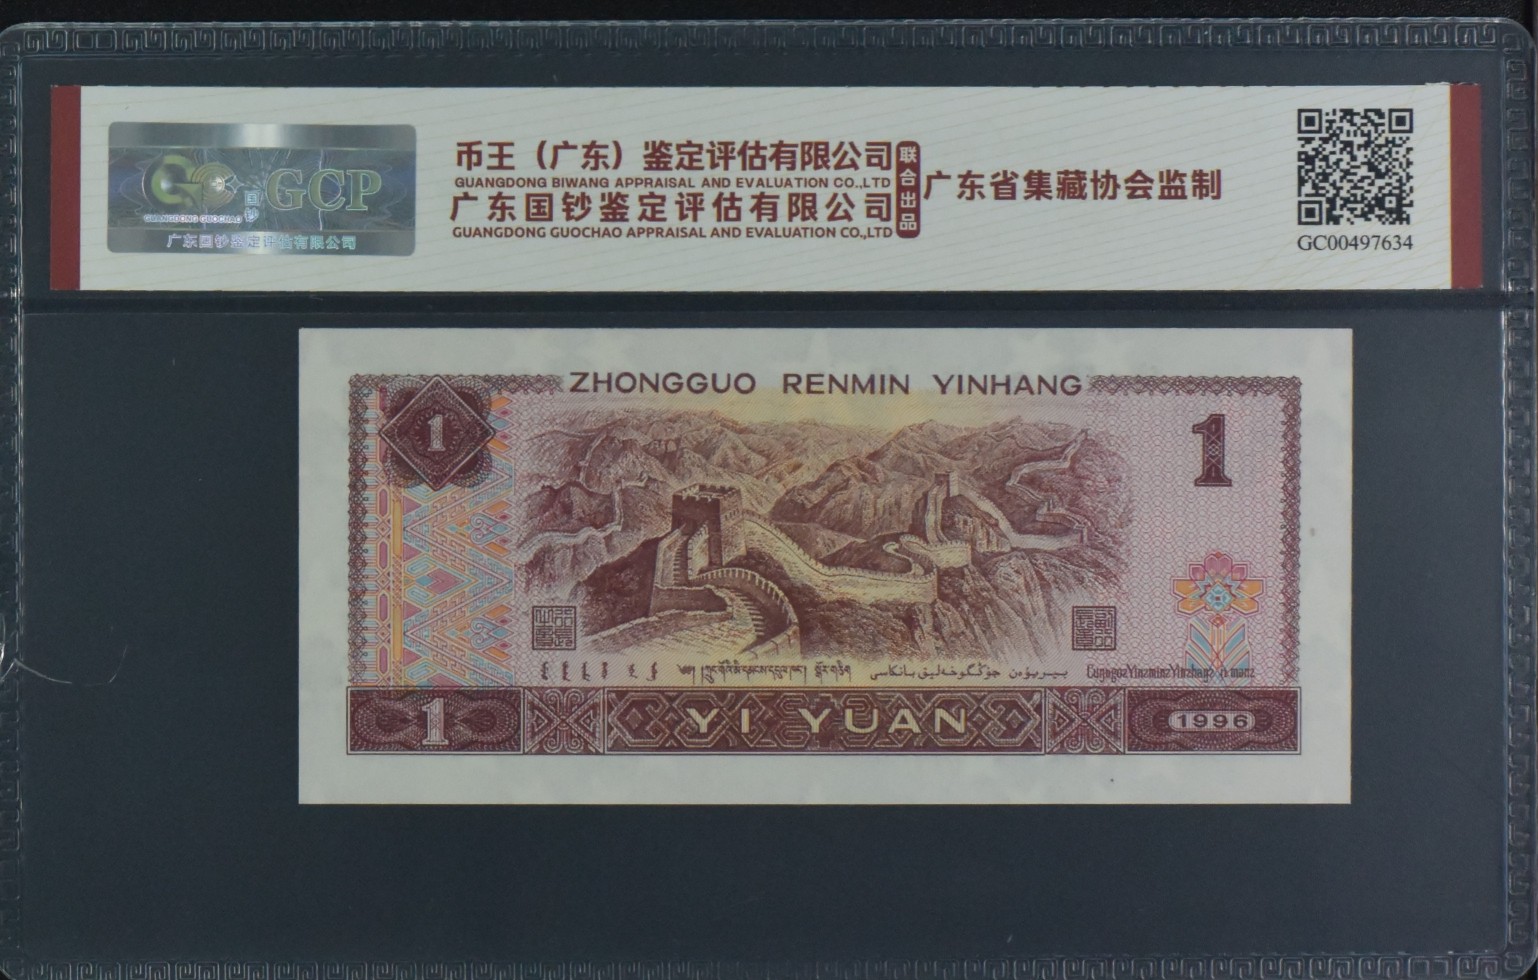 币王（广东）鉴定评估有限公司
GUANGDONG BIWANG APPRAISAL AND EVALUATION CO.,LTD
广东国钞鉴定评估有限公司
GUANGDONG GUOCHAO APPRAISAL AND EVALUATION CO.,LTD
联合出品
广东省集藏协会监制
GCP
国钞
GUANGDONG GUOCHAO
广东国钞鉴定评估有限公司
GC00497634
ZHONGGUO RENMIN YINHANG
1
1
1
YI YUAN
1996